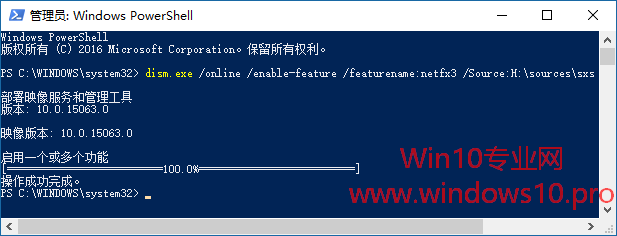 管理员: Windows PowerShell
Windows PowerShell
版权所有 (C) 2016 Microsoft Corporation。保留所有权利。
PS C:\WINDOWS\system32> dism.exe /online /enable-feature /featurename:netfx3 /Source:H:\sources\sxs
部署映像服务和管理工具
版本: 10.0.15063.0
映像版本: 10.0.15063.0
启用一个或多个功能
[==========================100.0%==========================]
操作成功完成。
PS C:\WINDOWS\system32>
Win10专业网
www.windows10.pro